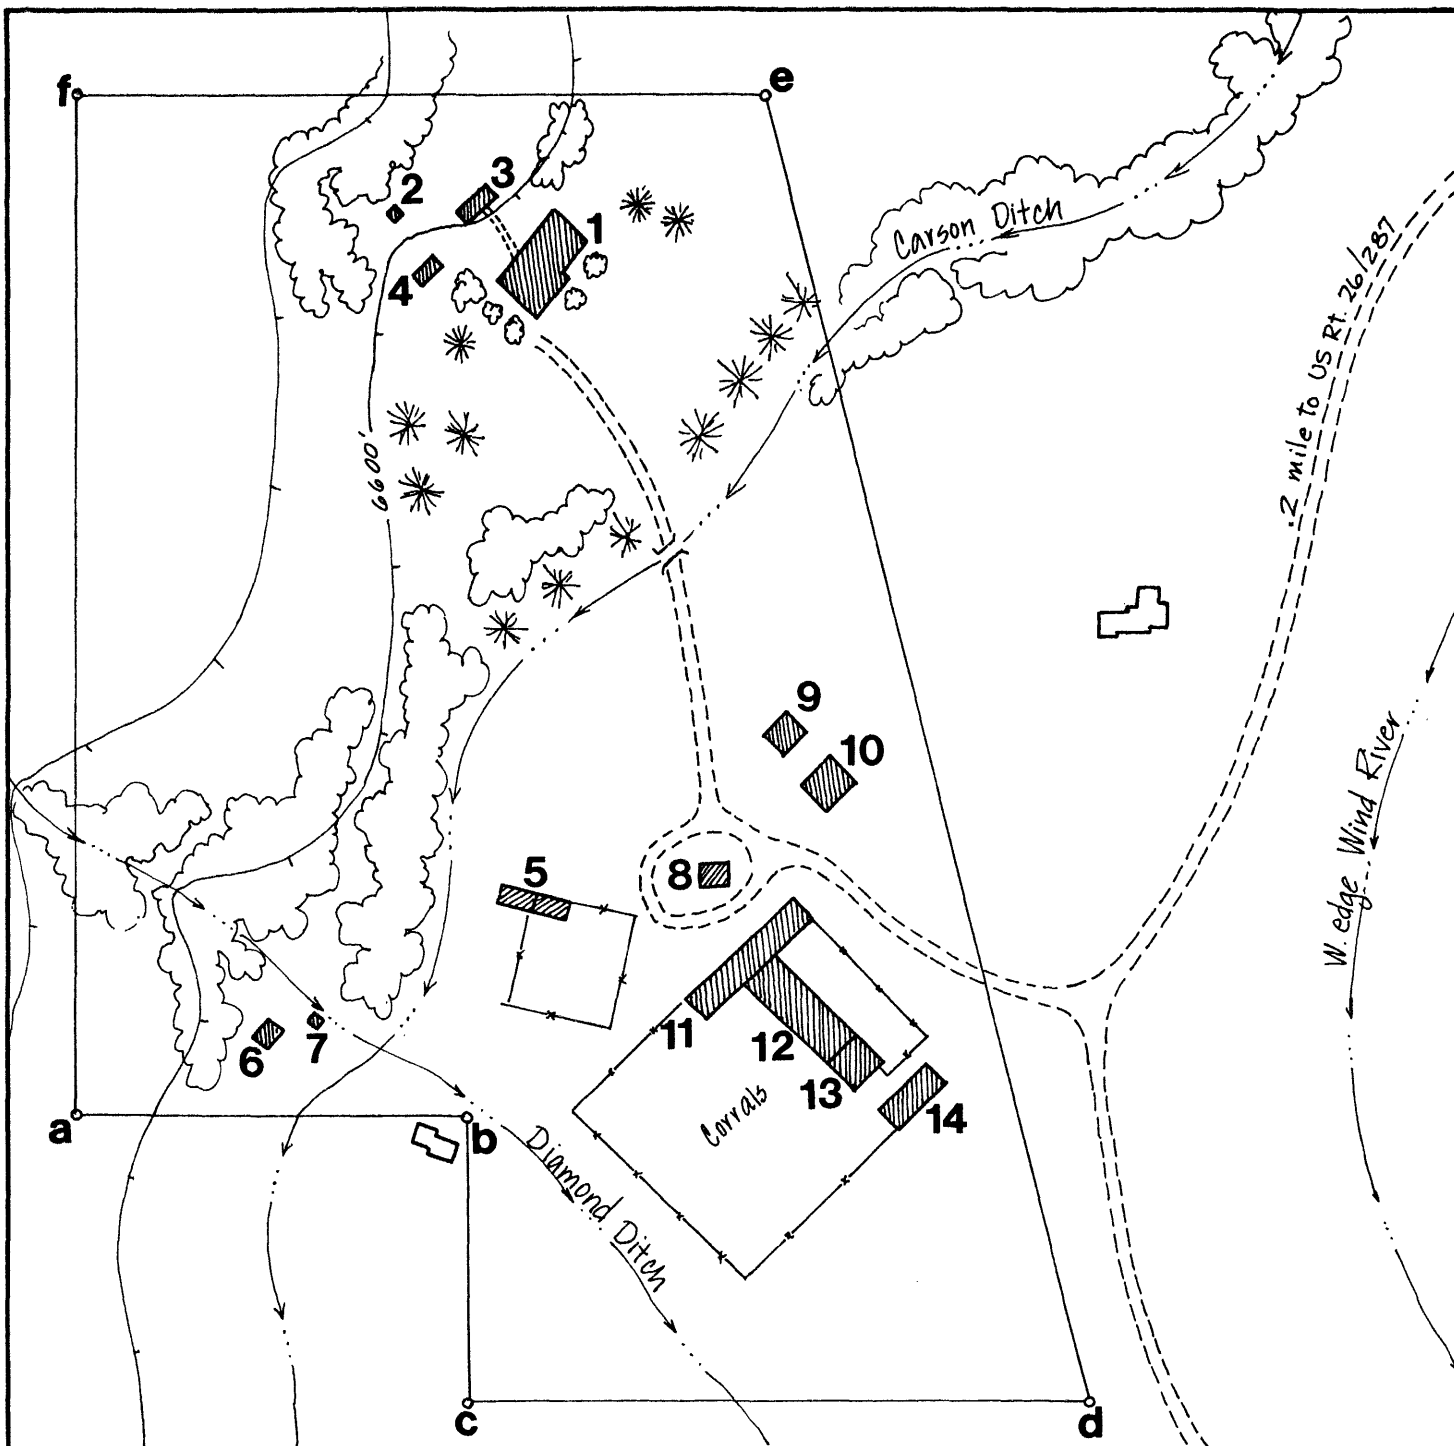 f
e
2
3
1
4
Carson Ditch
.2 mile to US Rt. 26/287
6600'
9
10
W. edge Wind River
5
8
11
12
13
14
6
7
Corrals
a
b
Diamond Ditch
c
d